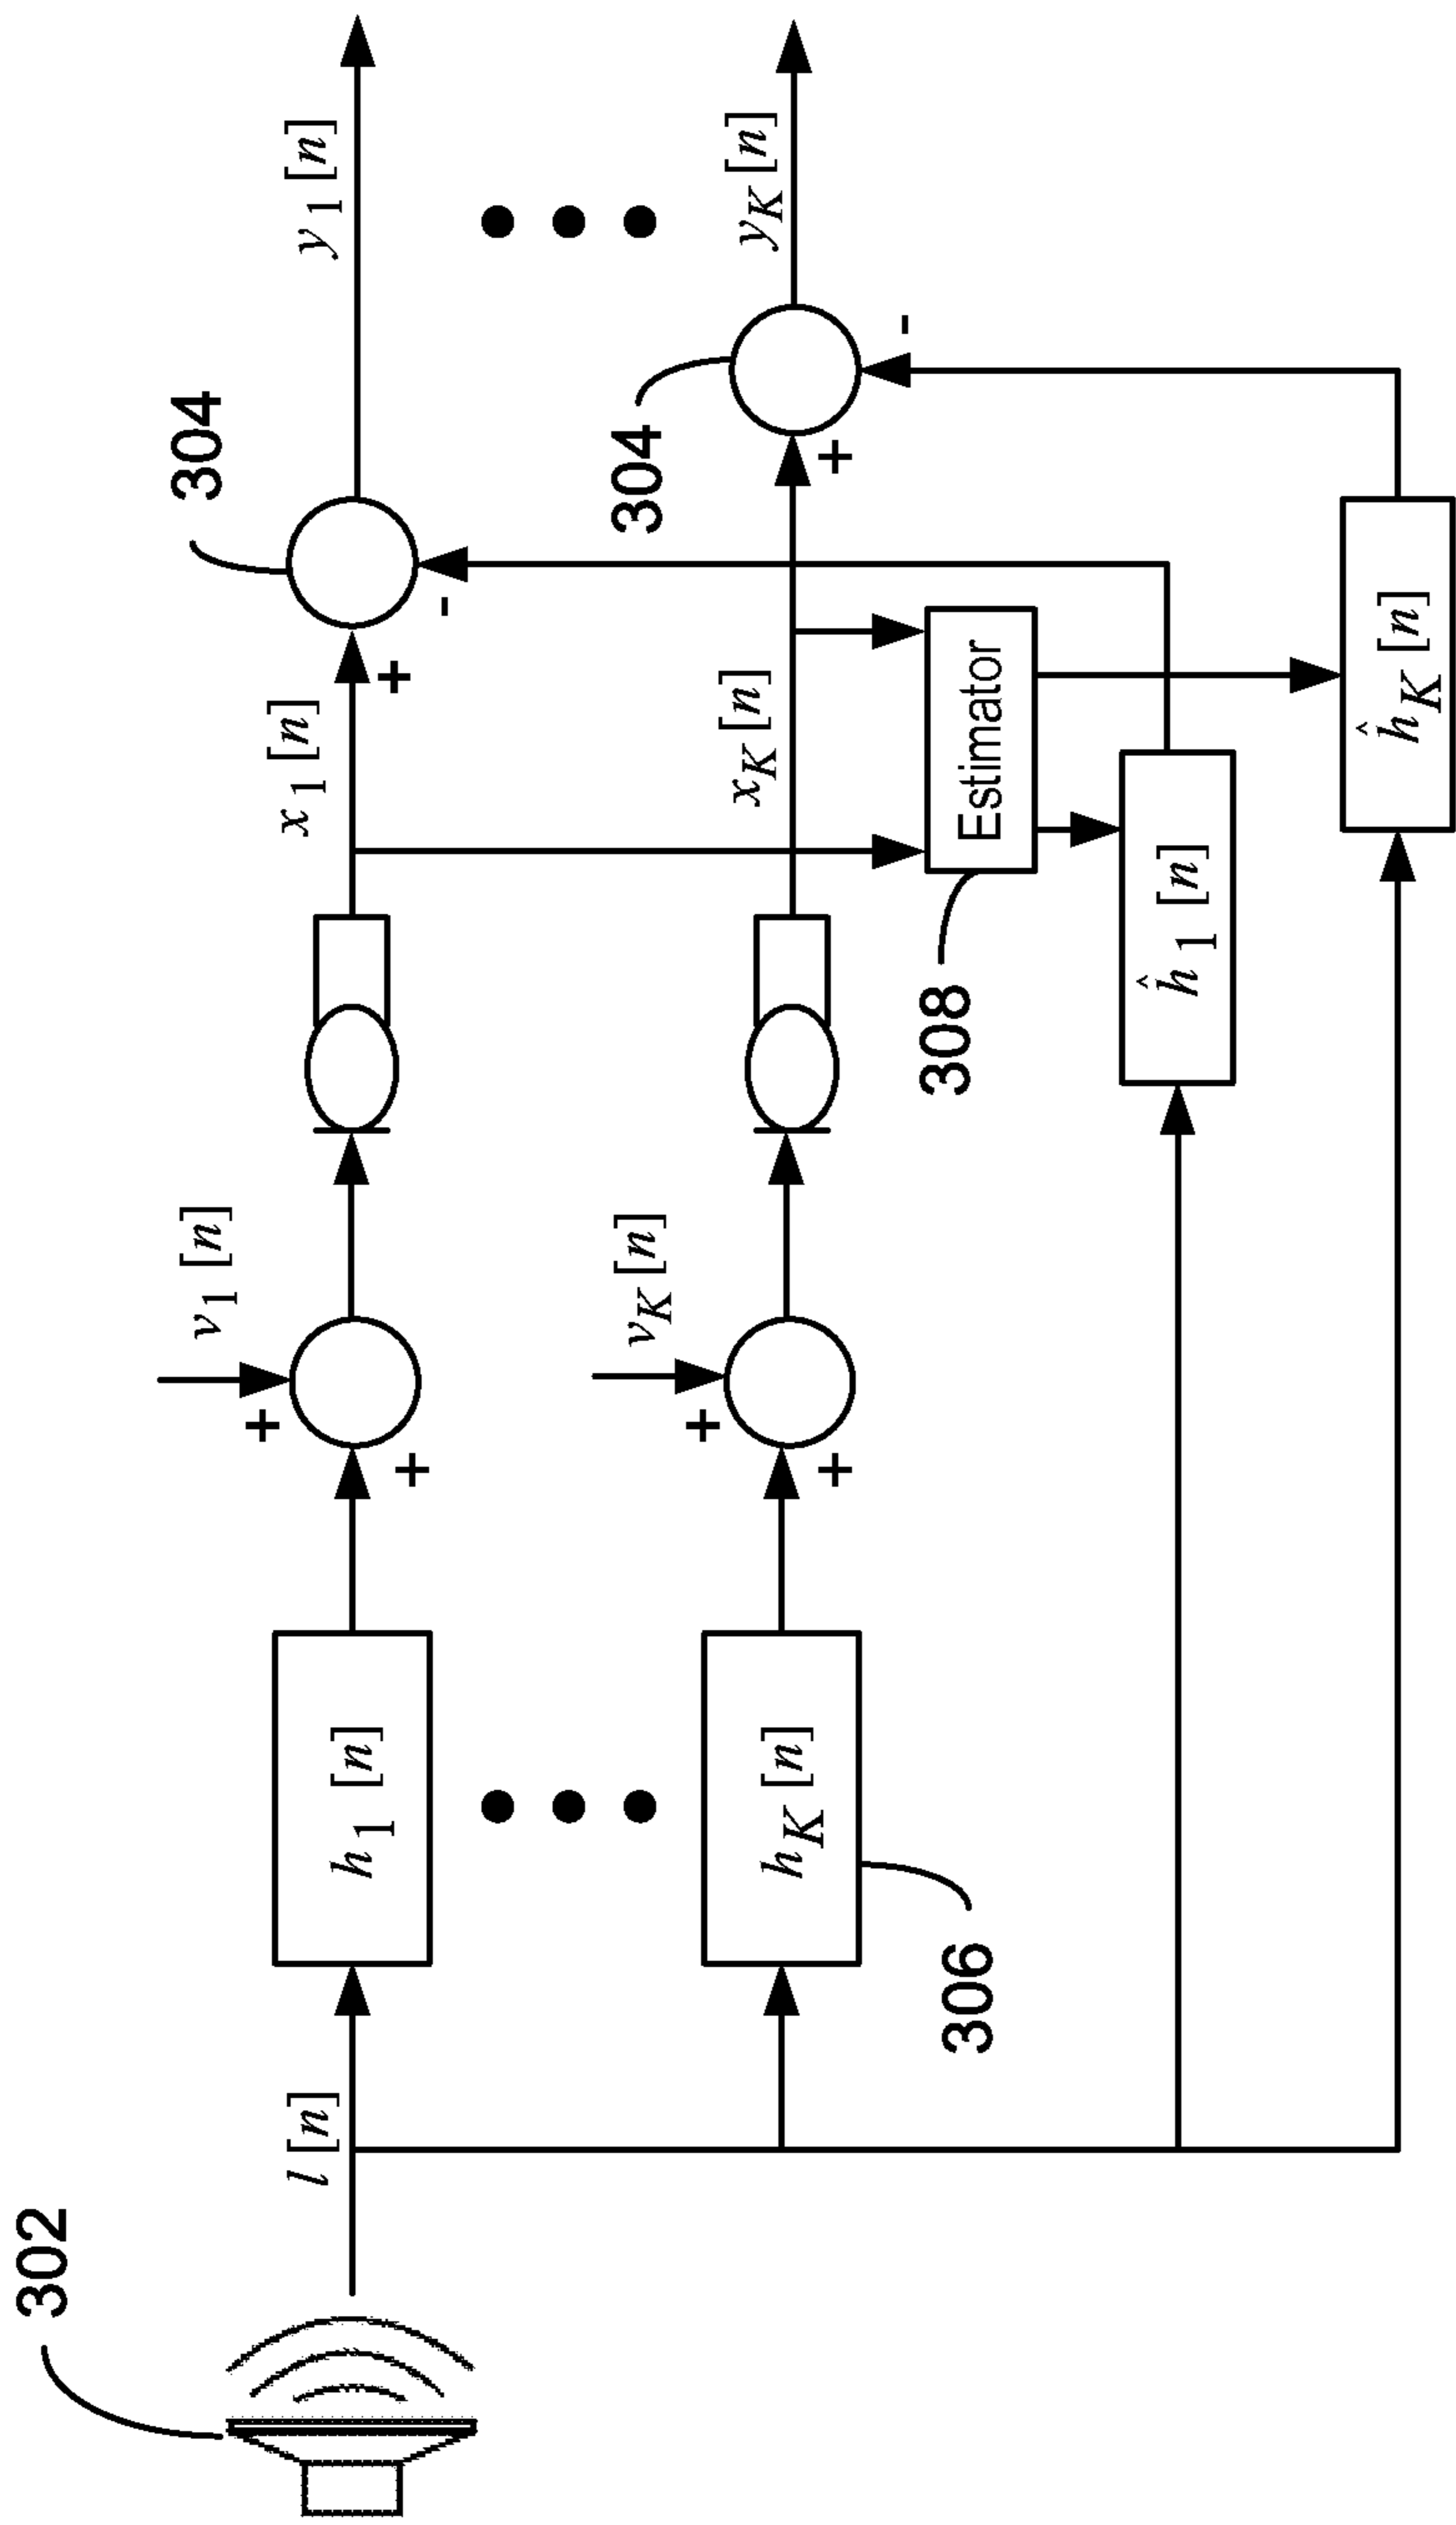 302
l [n]
h1 [n]
hK [n]
306
+
+
v1 [n]
+
+
vK [n]
x1 [n]
xK [n]
308
Estimator
ĥ1 [n]
ĥK [n]
+
-
304
+
-
304
y1 [n]
yK [n]